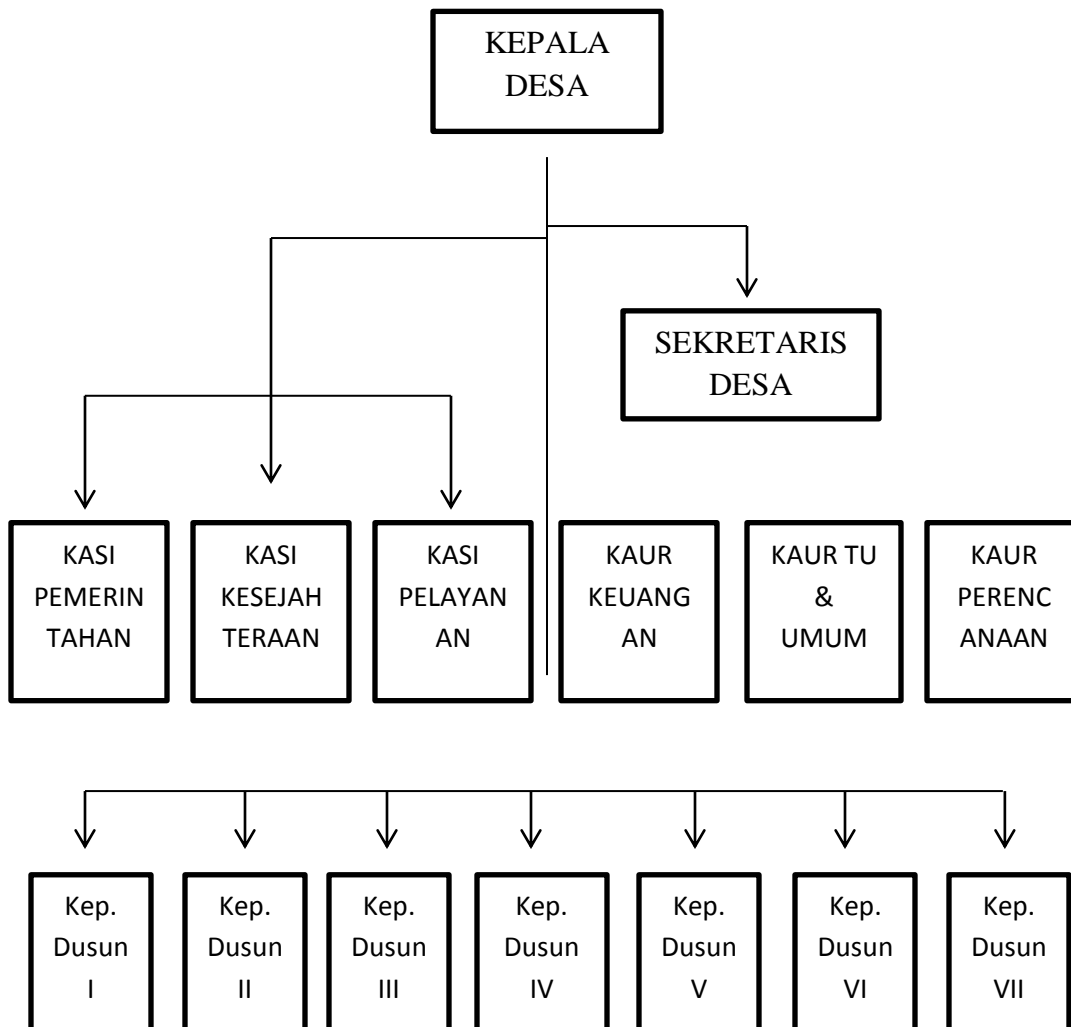 KEPALA
DESA
SEKRETARIS
DESA
KASI
PEMERIN
TAHAN
KASI
KESEJAH
TERAAN
KASI
PELAYAN
AN
KAUR
KEUANG
AN
KAUR TU
&
UMUM
KAUR
PERENC
ANAAN
Kep.
Dusun
I
Kep.
Dusun
II
Kep.
Dusun
III
Kep.
Dusun
IV
Kep.
Dusun
V
Kep.
Dusun
VI
Kep.
Dusun
VII